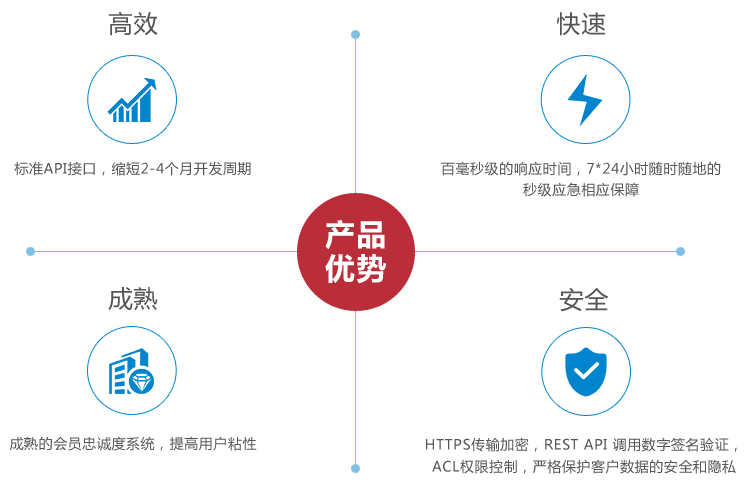 高效
标准API接口，缩短2-4个月开发周期
快速
百毫秒级的响应时间，7*24小时随时随地的
秒级应急相应保障
产品
优势
成熟
成熟的会员忠诚度系统，提高用户粘性
安全
HTTPS传输加密，REST API 调用数字签名验证，
ACL权限控制，严格保护客户数据的安全和隐私